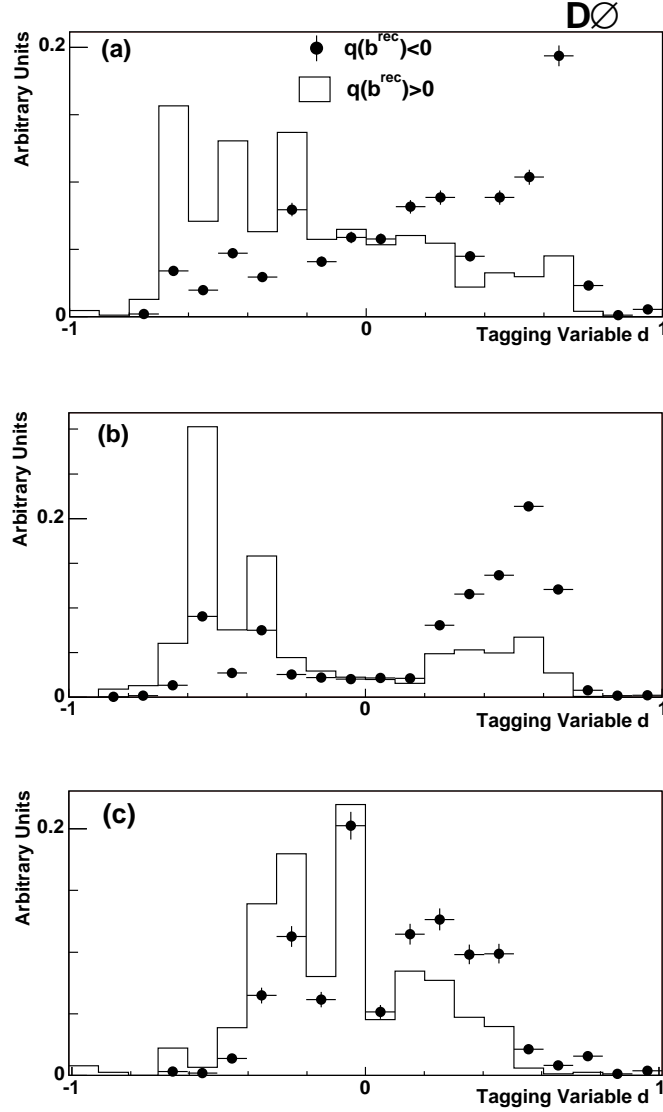 DØ
(a)
q(b^rec)<0
q(b^rec)>0
Arbitrary Units
0.2
0
-1
0
1
Tagging Variable d
(b)
Arbitrary Units
0.2
0
-1
0
1
Tagging Variable d
(c)
Arbitrary Units
0.2
0
-1
0
1
Tagging Variable d